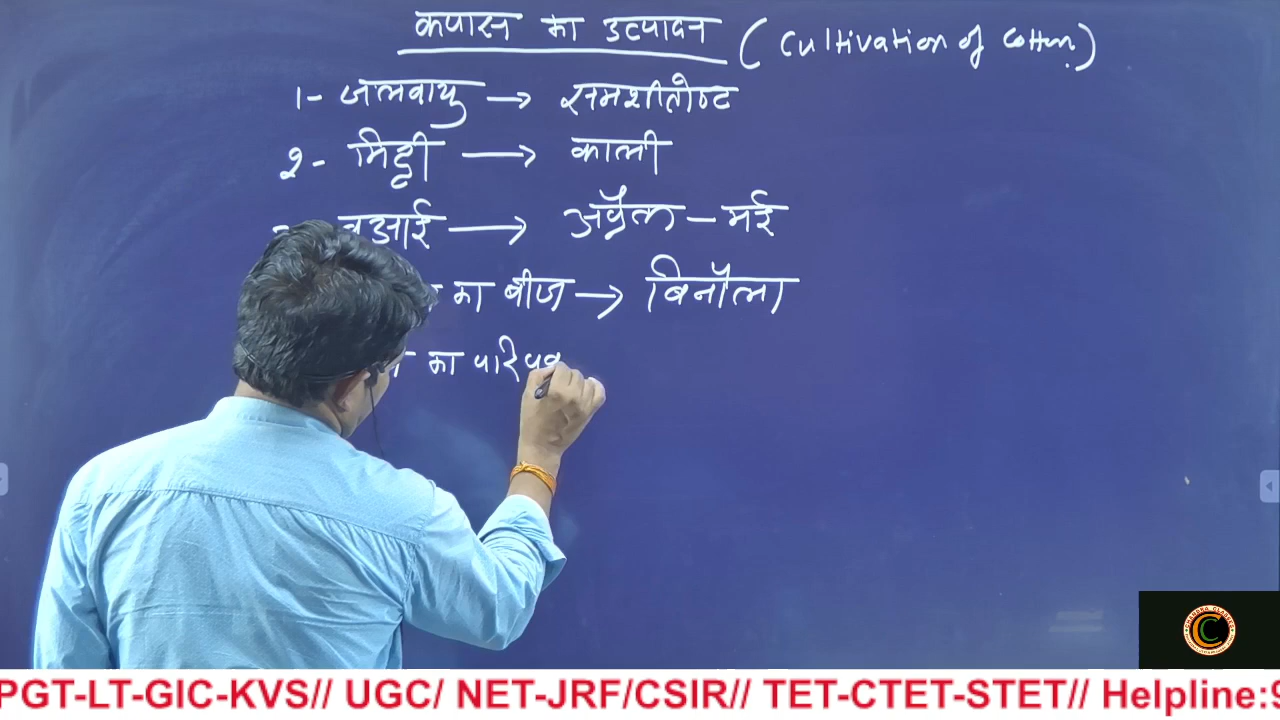 कपास का उत्पादन ( Cultivation of Cotton )
1- जलवायु → समशीतोष्ट
2- मिट्टी → काली
बुआई → अप्रैल - मई
का बीज → बिनौला
का परिपक्व
PGT-LT-GIC-KVS// UGC/ NET-JRF/CSIR// TET-CTET-STET// Helpline:9